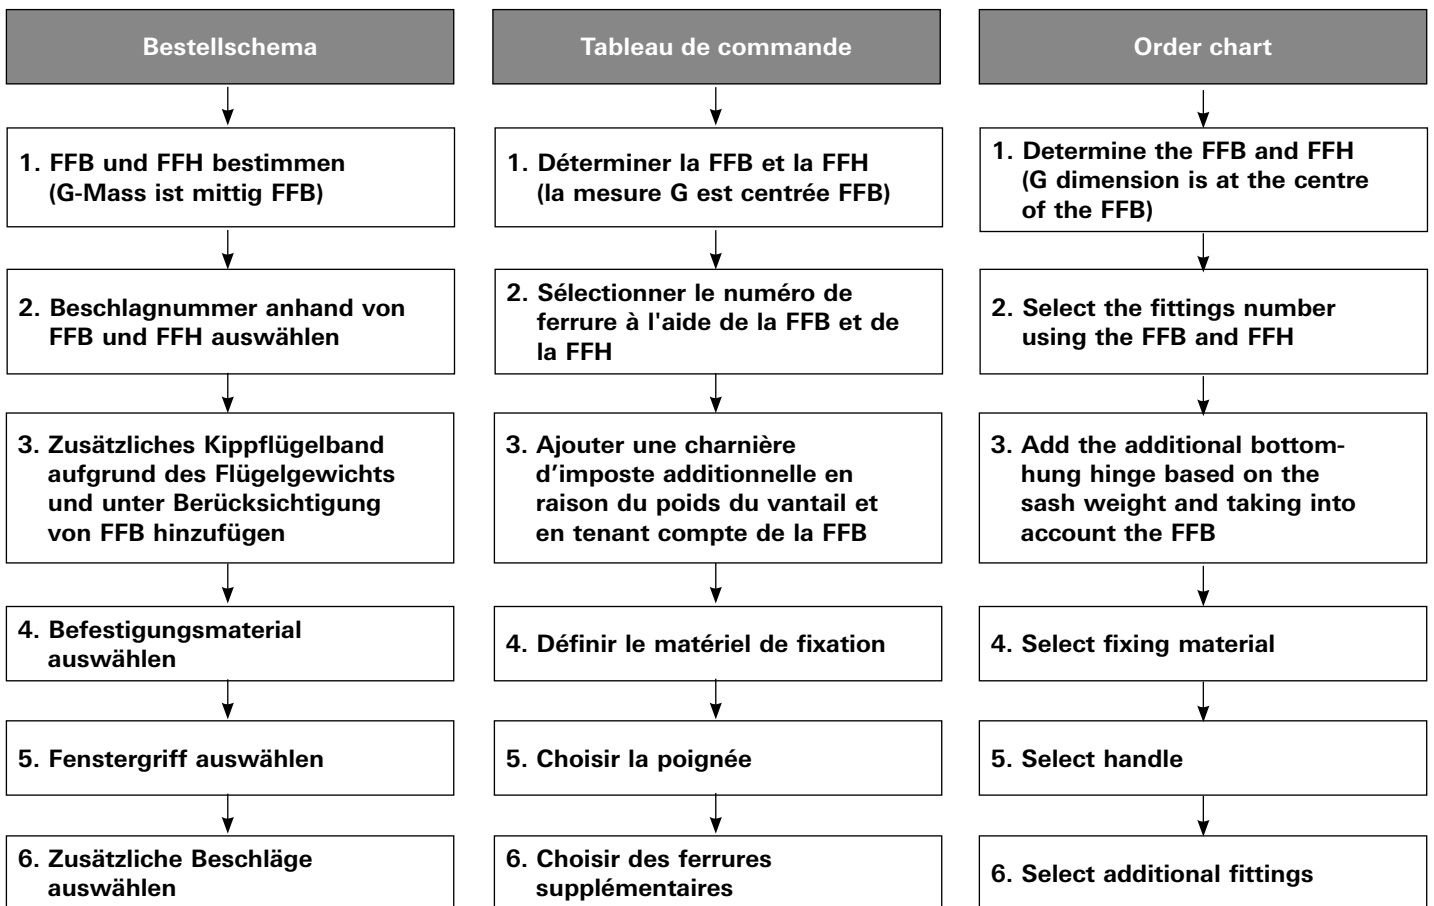 Bestellschema
1. FFB und FFH bestimmen
(G-Mass ist mittig FFB)
2. Beschlagnummer anhand von
FFB und FFH auswählen
3. Zusätzliches Kippflügelband
aufgrund des Flügelgewichts
und unter Berücksichtigung
von FFB hinzufügen
4. Befestigungsmaterial
auswählen
5. Fenstergriff auswählen
6. Zusätzliche Beschläge
auswählen
Tableau de commande
1. Déterminer la FFB et la FFH
(la mesure G est centrée FFB)
2. Sélectionner le numéro de
ferrure à l'aide de la FFB et de
la FFH
3. Ajouter une charnière
d’imposte additionnelle en
raison du poids du vantail et
en tenant compte de la FFB
4. Définir le matériel de fixation
5. Choisir la poignée
6. Choisir des ferrures
supplémentaires
Order chart
1. Determine the FFB and FFH
(G dimension is at the centre
of the FFB)
2. Select the fittings number
using the FFB and FFH
3. Add the additional bottom-
hung hinge based on the
sash weight and taking into
account the FFB
4. Select fixing material
5. Select handle
6. Select additional fittings